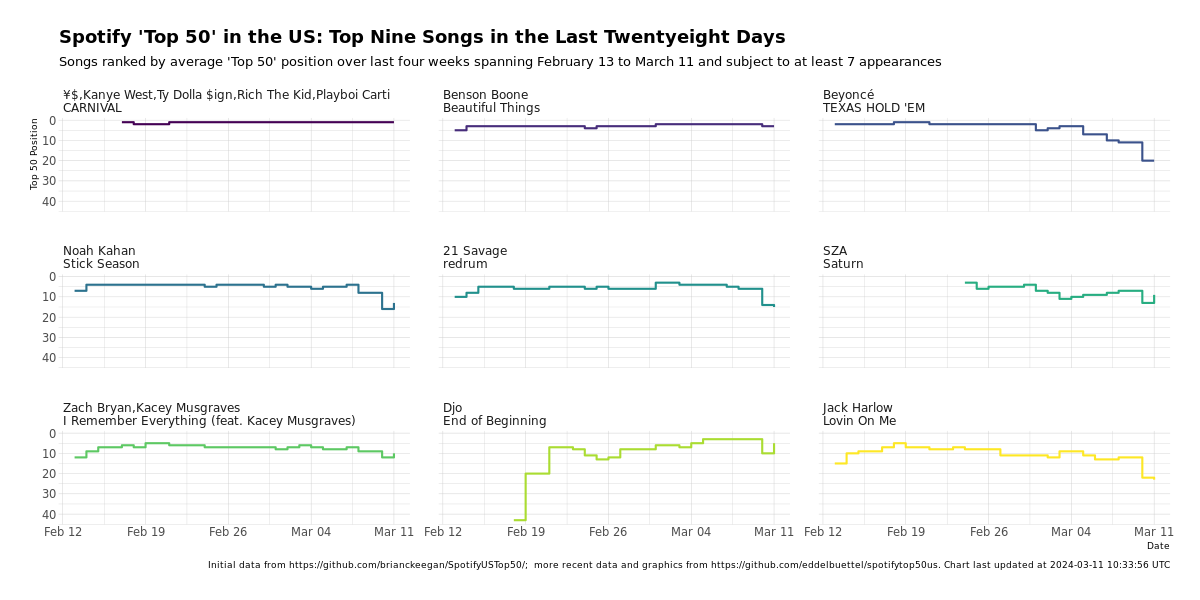 Spotify 'Top 50' in the US: Top Nine Songs in the Last Twentyeight Days
Songs ranked by average 'Top 50' position over last four weeks spanning February 13 to March 11 and subject to at least 7 appearances
¥$,Kanye West,Ty Dolla $ign,Rich The Kid,Playboi Carti
CARNIVAL
Benson Boone
Beautiful Things
Beyoncé
TEXAS HOLD 'EM
Top 50 Position
0
10
20
30
40
Noah Kahan
Stick Season
21 Savage
redrum
SZA
Saturn
0
10
20
30
40
Zach Bryan,Kacey Musgraves
I Remember Everything (feat. Kacey Musgraves)
Djo
End of Beginning
Jack Harlow
Lovin On Me
0
10
20
30
40
Feb 12 Feb 19 Feb 26 Mar 04 Mar 11
Feb 12 Feb 19 Feb 26 Mar 04 Mar 11
Feb 12 Feb 19 Feb 26 Mar 04 Mar 11
Date
Initial data from https://github.com/brianckeegan/SpotifyUSTop50/; more recent data and graphics from https://github.com/eddelbuettel/spotifytop50us. Chart last updated at 2024-03-11 10:33:56 UTC